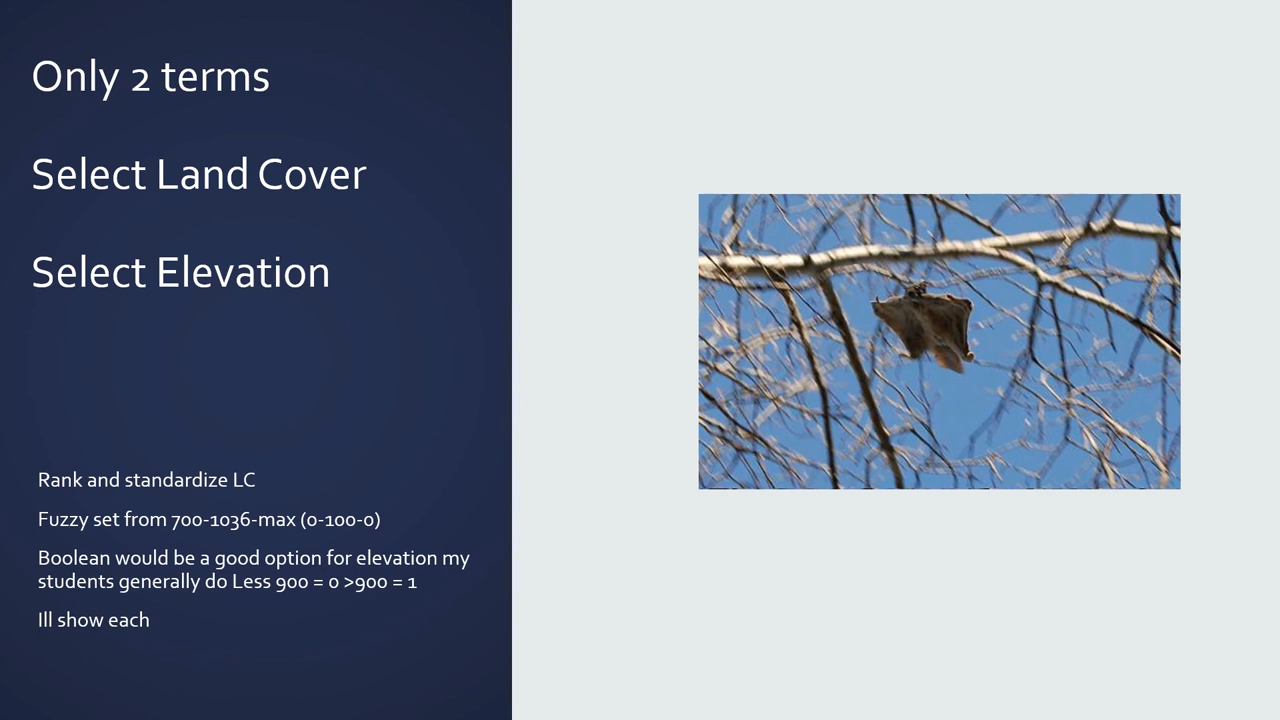 Only 2 terms
Select Land Cover
Select Elevation
Rank and standardize LC
Fuzzy set from 700-1036-max (0-100-0)
Boolean would be a good option for elevation my
students generally do Less 900 = 0 >900 = 1
Ill show each